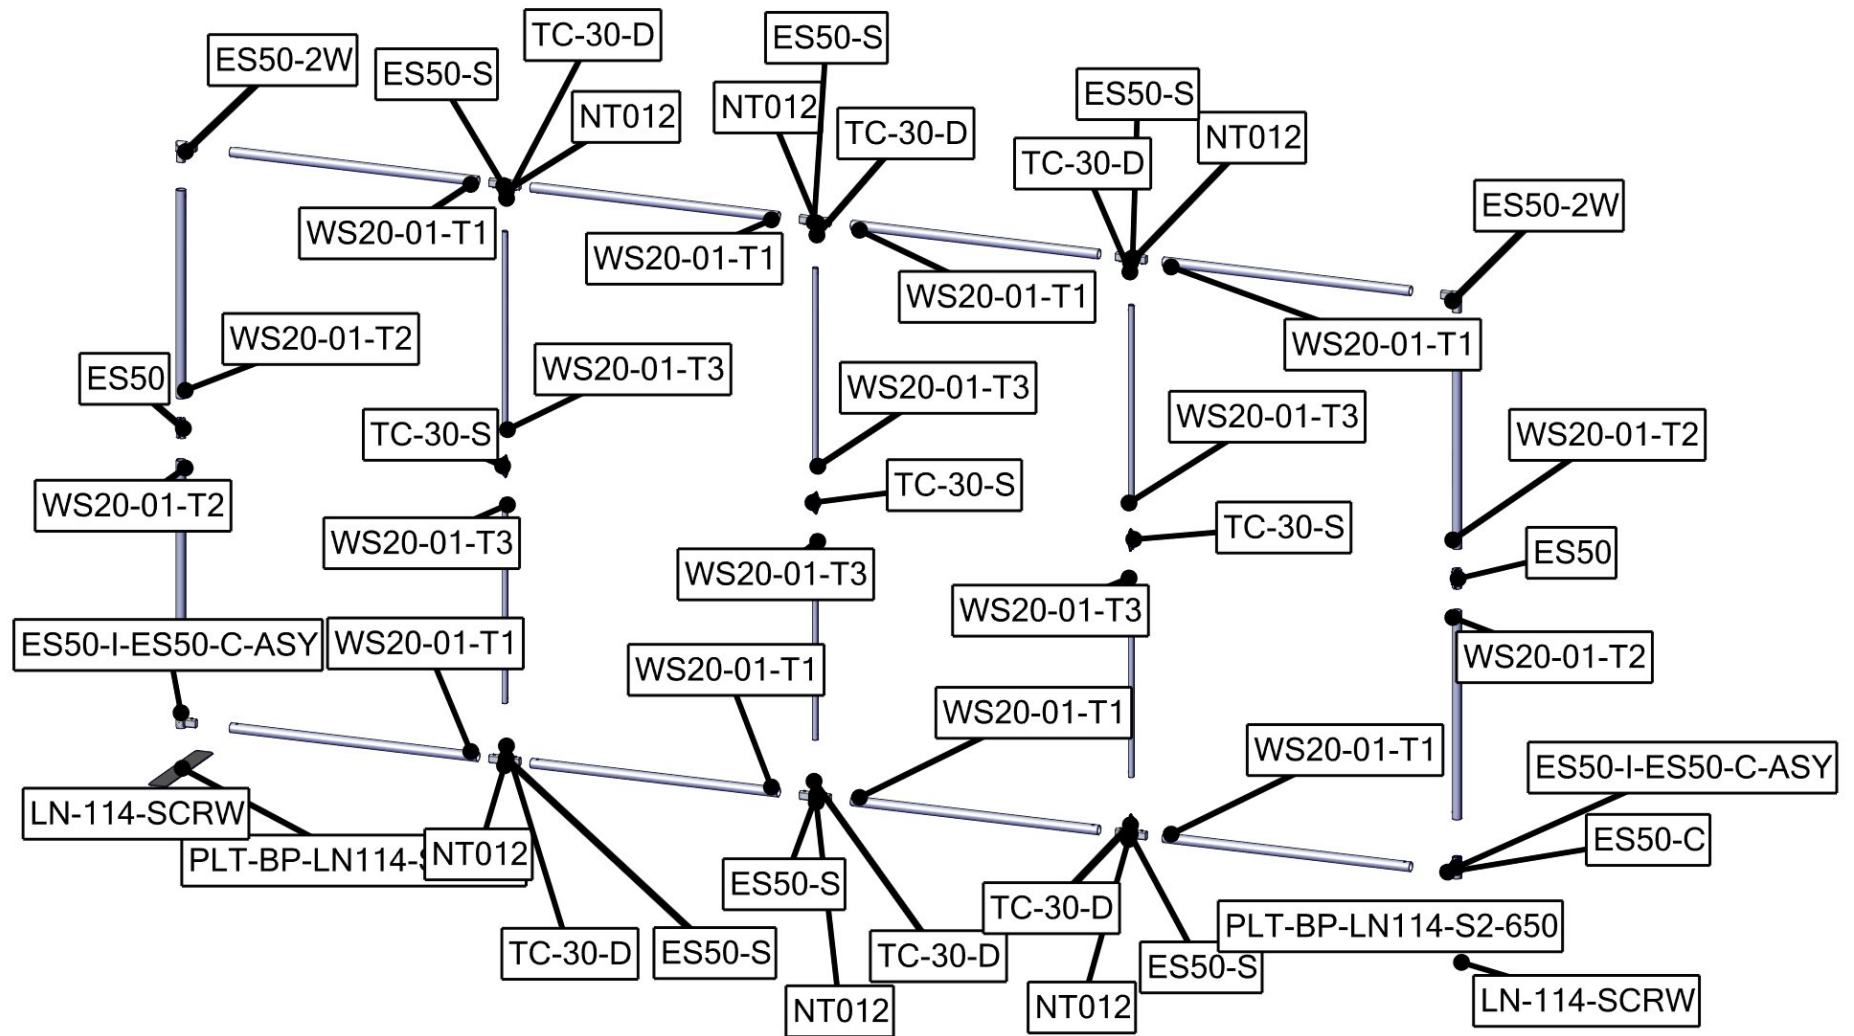 TC-30-D
ES50-S
ES50-2W
ES50-S
ES50-S
NT012
NT012
TC-30-D
NT012
TC-30-D
ES50-2W
WS20-01-T1
WS20-01-T1
WS20-01-T1
WS20-01-T2
WS20-01-T1
ES50
WS20-01-T3
WS20-01-T3
WS20-01-T3
TC-30-S
WS20-01-T2
TC-30-S
WS20-01-T2
TC-30-S
WS20-01-T3
ES50
WS20-01-T3
WS20-01-T3
ES50-I-ES50-C-ASY
WS20-01-T1
WS20-01-T2
WS20-01-T1
WS20-01-T1
WS20-01-T1
ES50-I-ES50-C-ASY
LN-114-SCRW
ES50-C
PLT-BP-LN114-
NT012
ES50-S
TC-30-D
PLT-BP-LN114-S2-650
TC-30-D
ES50-S
TC-30-D
ES50-S
NT012
NT012
LN-114-SCRW